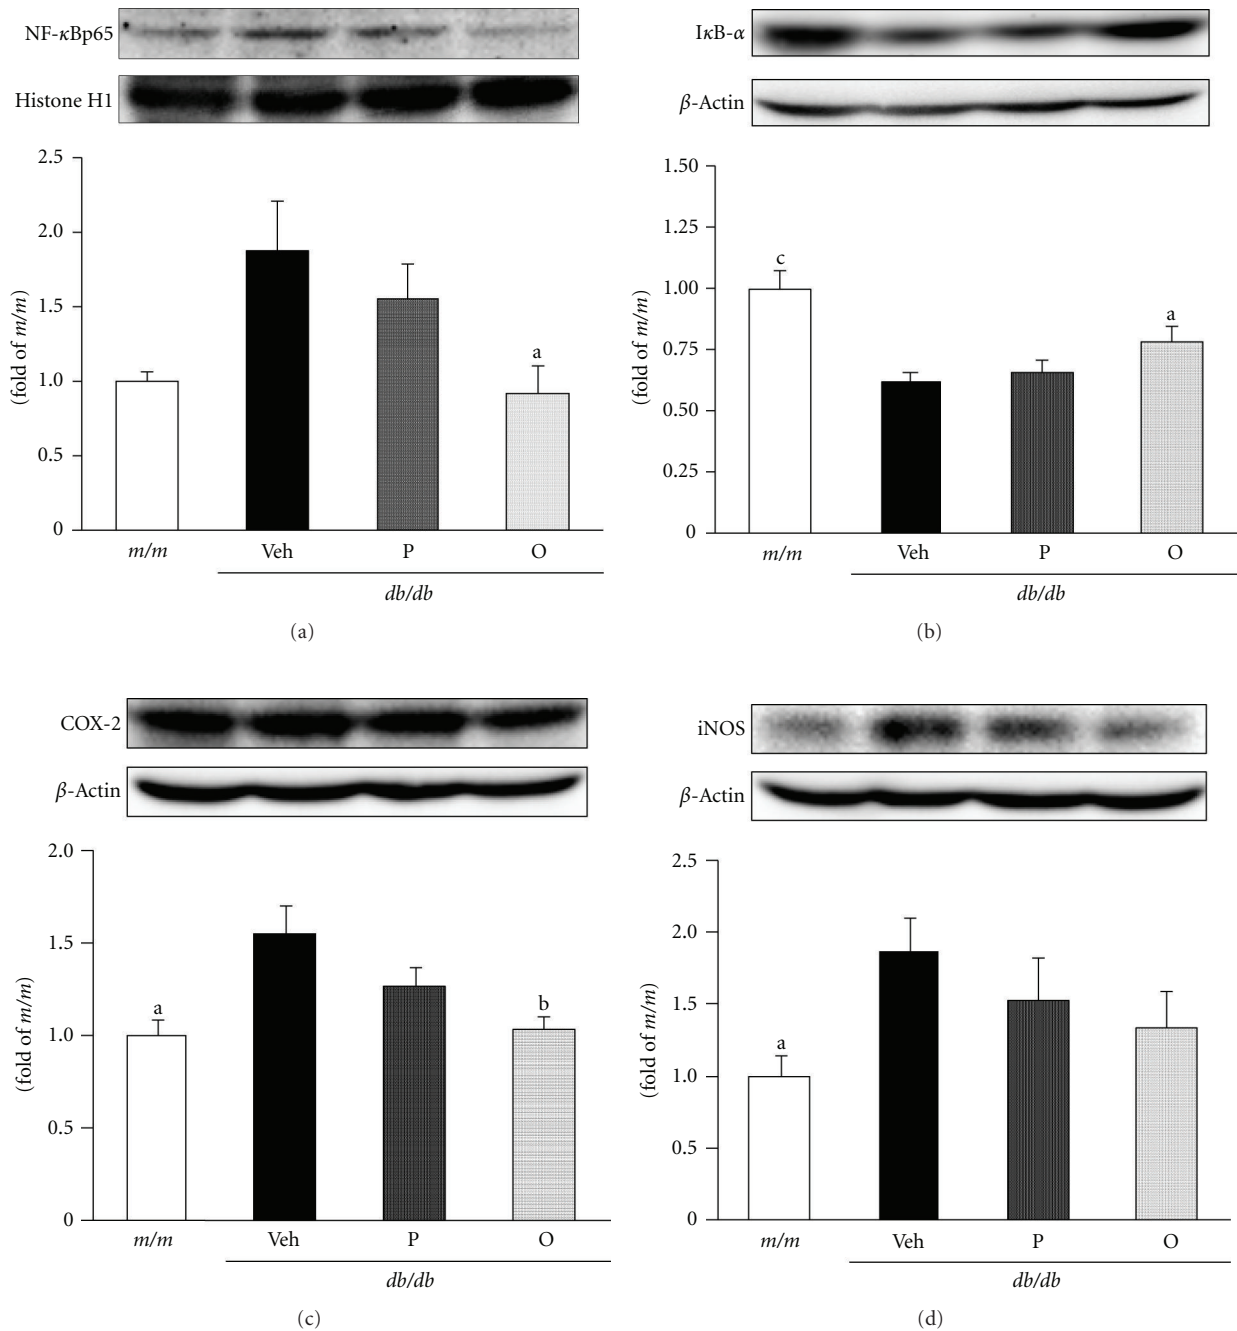 NF-κBp65
Histone H1
2.5
2.0
1.5
1.0
0.5
0
(fold of m/m)
m/m Veh P O
a
db/db
(a)
IκB-α
β-Actin
1.50
1.25
1.00
0.75
0.50
0.25
0
(fold of m/m)
c
a
m/m Veh P O
db/db
(b)
COX-2
β-Actin
2.0
1.5
1.0
0.5
0
(fold of m/m)
a
b
m/m Veh P O
db/db
(c)
iNOS
β-Actin
2.5
2.0
1.5
1.0
0.5
0
(fold of m/m)
a
m/m Veh P O
db/db
(d)